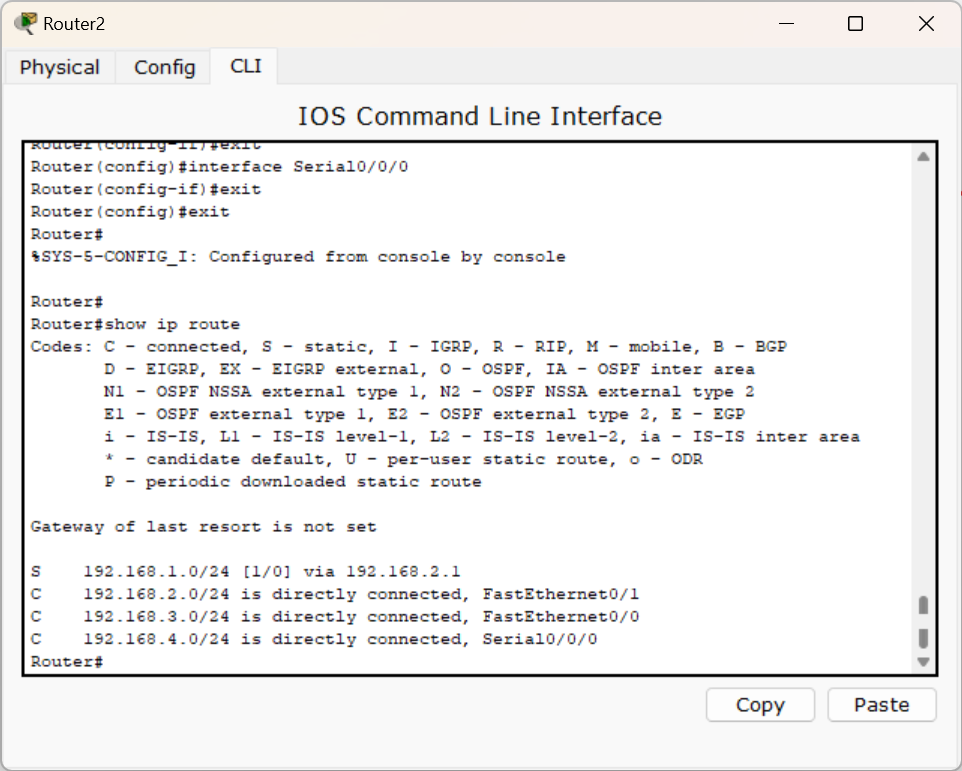 Router2
Physical Config CLI
IOS Command Line Interface
Router(config-if)#exit
Router(config)#interface Serial0/0/0
Router(config-if)#exit
Router(config)#exit
Router#
%SYS-5-CONFIG_I: Configured from console by console
Router#
Router#show ip route
Codes: C - connected, S - static, I - IGRP, R - RIP, M - mobile, B - BGP
D - EIGRP, EX - EIGRP external, O - OSPF, IA - OSPF inter area
N1 - OSPF NSSA external type 1, N2 - OSPF NSSA external type 2
E1 - OSPF external type 1, E2 - OSPF external type 2, E - EGP
i - IS-IS, L1 - IS-IS level-1, L2 - IS-IS level-2, ia - IS-IS inter area
* - candidate default, U - per-user static route, o - ODR
P - periodic downloaded static route
Gateway of last resort is not set
S 192.168.1.0/24 [1/0] via 192.168.2.1
C 192.168.2.0/24 is directly connected, FastEthernet0/1
C 192.168.3.0/24 is directly connected, FastEthernet0/0
C 192.168.4.0/24 is directly connected, Serial0/0/0
Router#
Copy Paste